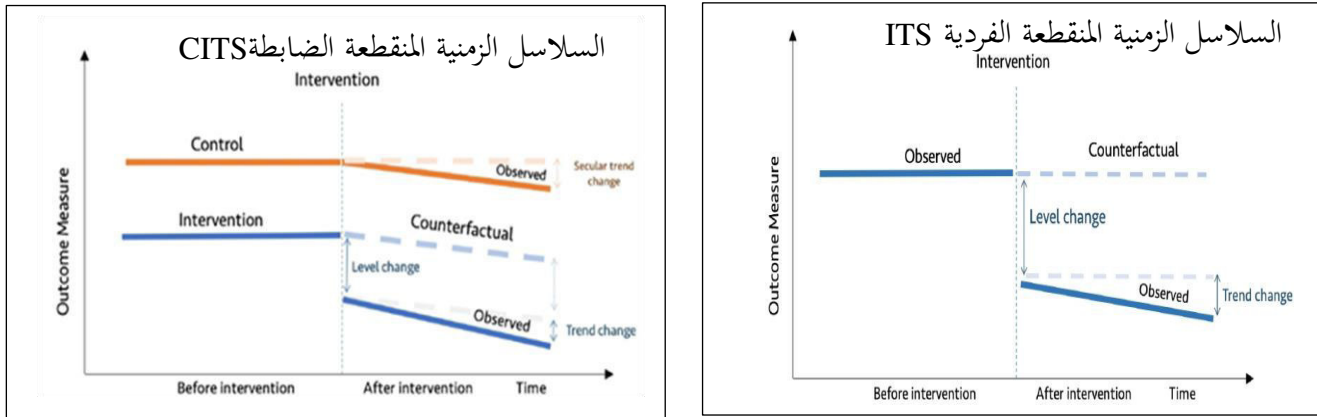 السلاسل الزمنية المنقطعة الضابطةCITS
Intervention
Control
Observed
Secular trend
change
Intervention
Counterfactual
Level change
Observed
Trend change
Outcome Measure
Before intervention
After intervention
Time
السلاسل الزمنية المنقطعة الفردية ITS
Intervention
Observed
Counterfactual
Level change
Observed
Trend change
Outcome Measure
Before intervention
After intervention
Time